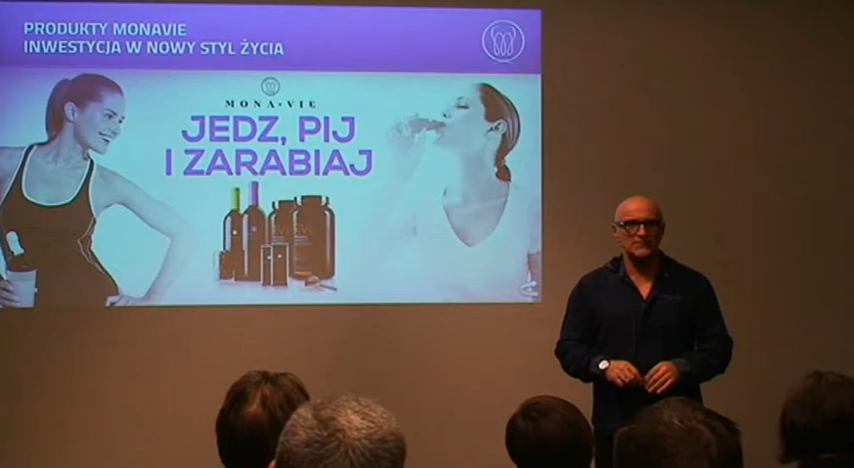 PRODUKTY MONAVIE
INWESTYCJA W NOWY STYL ŻYCIA
MONA•VIE
JEDZ, PIJ
I ZARABIAJ